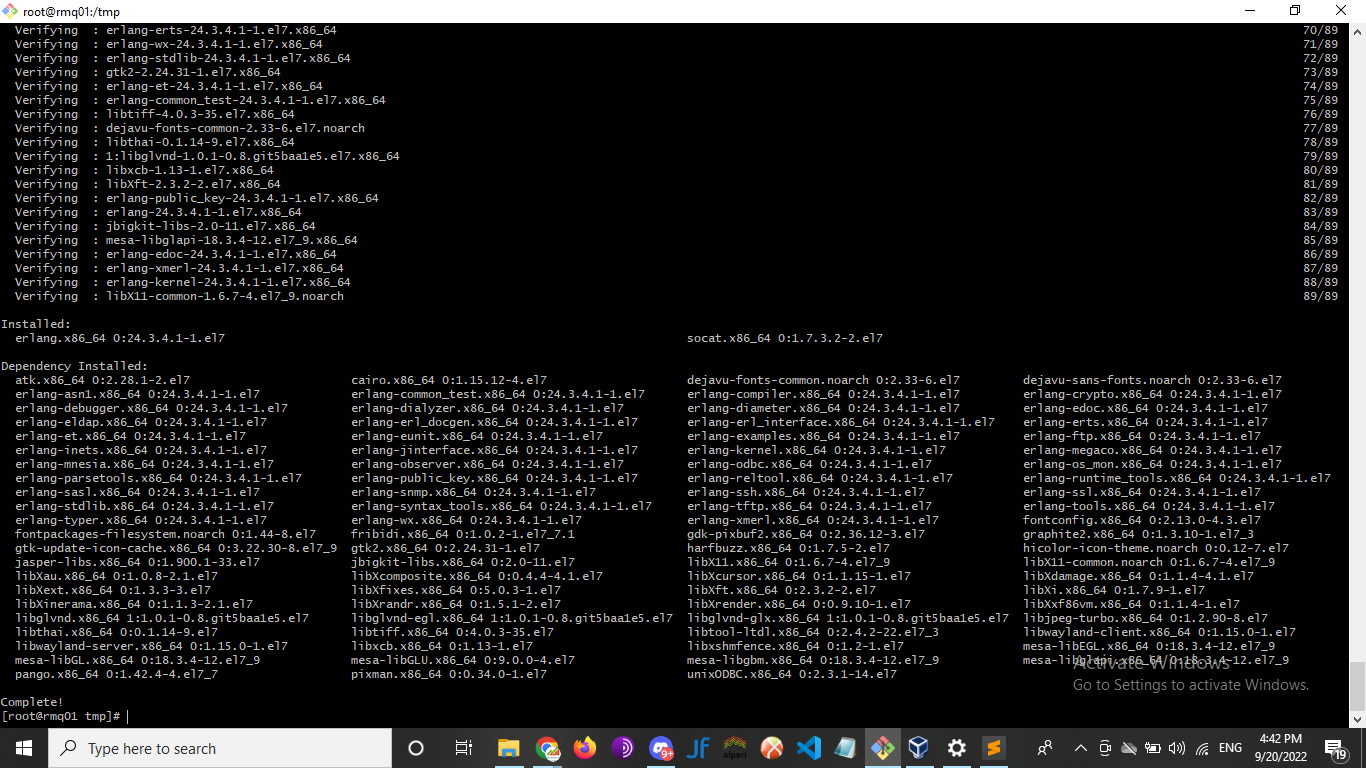 root@rmq01:/tmp
Verifying : erlang-erts-24.3.4.1-1.el7.x86_64 70/89
Verifying : erlang-wx-24.3.4.1-1.el7.x86_64 71/89
Verifying : erlang-stdlib-24.3.4.1-1.el7.x86_64 72/89
Verifying : gtk2-2.24.31-1.el7.x86_64 73/89
Verifying : erlang-et-24.3.4.1-1.el7.x86_64 74/89
Verifying : erlang-common_test-24.3.4.1-1.el7.x86_64 75/89
Verifying : libtiff-4.0.3-35.el7.x86_64 76/89
Verifying : dejavu-fonts-common-2.33-6.el7.noarch 77/89
Verifying : libthai-0.1.14-9.el7.x86_64 78/89
Verifying : 1:libglvnd-1.0.1-0.8.git5baa1e5.el7.x86_64 79/89
Verifying : libxcb-1.13-1.el7.x86_64 80/89
Verifying : libXft-2.3.2-2.el7.x86_64 81/89
Verifying : erlang-public_key-24.3.4.1-1.el7.x86_64 82/89
Verifying : erlang-24.3.4.1-1.el7.x86_64 83/89
Verifying : jbigkit-libs-2.0-11.el7.x86_64 84/89
Verifying : mesa-libglapi-18.3.4-12.el7_9.x86_64 85/89
Verifying : erlang-edoc-24.3.4.1-1.el7.x86_64 86/89
Verifying : erlang-xmerl-24.3.4.1-1.el7.x86_64 87/89
Verifying : erlang-kernel-24.3.4.1-1.el7.x86_64 88/89
Verifying : libX11-common-1.6.7-4.el7_9.noarch 89/89
Installed:
erlang.x86_64 0:24.3.4.1-1.el7 socat.x86_64 0:1.7.3.2-2.el7
Dependency Installed:
atk.x86_64 0:2.28.1-2.el7 cairo.x86_64 0:1.15.12-4.el7 dejavu-fonts-common.noarch 0:2.33-6.el7 dejavu-sans-fonts.noarch 0:2.33-6.el7
erlang-asn1.x86_64 0:24.3.4.1-1.el7 erlang-common_test.x86_64 0:24.3.4.1-1.el7 erlang-compiler.x86_64 0:24.3.4.1-1.el7 erlang-crypto.x86_64 0:24.3.4.1-1.el7
erlang-debugger.x86_64 0:24.3.4.1-1.el7 erlang-dialyzer.x86_64 0:24.3.4.1-1.el7 erlang-diameter.x86_64 0:24.3.4.1-1.el7 erlang-edoc.x86_64 0:24.3.4.1-1.el7
erlang-eldap.x86_64 0:24.3.4.1-1.el7 erlang-erl_docgen.x86_64 0:24.3.4.1-1.el7 erlang-erl_interface.x86_64 0:24.3.4.1-1.el7 erlang-erts.x86_64 0:24.3.4.1-1.el7
erlang-et.x86_64 0:24.3.4.1-1.el7 erlang-eunit.x86_64 0:24.3.4.1-1.el7 erlang-examples.x86_64 0:24.3.4.1-1.el7 erlang-ftp.x86_64 0:24.3.4.1-1.el7
erlang-inets.x86_64 0:24.3.4.1-1.el7 erlang-jinterface.x86_64 0:24.3.4.1-1.el7 erlang-kernel.x86_64 0:24.3.4.1-1.el7 erlang-megaco.x86_64 0:24.3.4.1-1.el7
erlang-mnesia.x86_64 0:24.3.4.1-1.el7 erlang-observer.x86_64 0:24.3.4.1-1.el7 erlang-odbc.x86_64 0:24.3.4.1-1.el7 erlang-os_mon.x86_64 0:24.3.4.1-1.el7
erlang-parsetools.x86_64 0:24.3.4.1-1.el7 erlang-public_key.x86_64 0:24.3.4.1-1.el7 erlang-reltool.x86_64 0:24.3.4.1-1.el7 erlang-runtime_tools.x86_64 0:24.3.4.1-1.el7
erlang-sasl.x86_64 0:24.3.4.1-1.el7 erlang-snmp.x86_64 0:24.3.4.1-1.el7 erlang-ssh.x86_64 0:24.3.4.1-1.el7 erlang-ssl.x86_64 0:24.3.4.1-1.el7
erlang-stdlib.x86_64 0:24.3.4.1-1.el7 erlang-syntax_tools.x86_64 0:24.3.4.1-1.el7 erlang-tftp.x86_64 0:24.3.4.1-1.el7 erlang-tools.x86_64 0:24.3.4.1-1.el7
erlang-typer.x86_64 0:24.3.4.1-1.el7 erlang-wx.x86_64 0:24.3.4.1-1.el7 erlang-xmerl.x86_64 0:24.3.4.1-1.el7 fontconfig.x86_64 0:2.13.0-4.3.el7
fontpackages-filesystem.noarch 0:1.44-8.el7 fribidi.x86_64 0:1.0.2-1.el7_7.1 gdk-pixbuf2.x86_64 0:2.36.12-3.el7 graphite2.x86_64 0:1.3.10-1.el7_3
gtk-update-icon-cache.x86_64 0:3.22.30-8.el7_9 gtk2.x86_64 0:2.24.31-1.el7 harfbuzz.x86_64 0:1.7.5-2.el7 hicolor-icon-theme.noarch 0:0.12-7.el7
jasper-libs.x86_64 0:1.900.1-33.el7 jbigkit-libs.x86_64 0:2.0-11.el7 libX11.x86_64 0:1.6.7-4.el7_9 libX11-common.noarch 0:1.6.7-4.el7_9
libXau.x86_64 0:1.0.8-2.1.el7 libXcomposite.x86_64 0:0.4.4-4.1.el7 libXcursor.x86_64 0:1.1.15-1.el7 libXdamage.x86_64 0:1.1.4-4.1.el7
libXext.x86_64 0:1.3.3-3.el7 libXfixes.x86_64 0:5.0.3-1.el7 libXft.x86_64 0:2.3.2-2.el7 libXi.x86_64 0:1.7.9-1.el7
libXinerama.x86_64 0:1.1.3-2.1.el7 libXrandr.x86_64 0:1.5.1-2.el7 libXrender.x86_64 0:0.9.10-1.el7 libXxf86vm.x86_64 0:1.1.4-1.el7
libglvnd.x86_64 1:1.0.1-0.8.git5baa1e5.el7 libglvnd-egl.x86_64 1:1.0.1-0.8.git5baa1e5.el7 libglvnd-glx.x86_64 1:1.0.1-0.8.git5baa1e5.el7 libjpeg-turbo.x86_64 0:1.2.90-8.el7
libthai.x86_64 0:0.1.14-9.el7 libtiff.x86_64 0:4.0.3-35.el7 libtool-ltdl.x86_64 0:2.4.2-22.el7_3 libwayland-client.x86_64 0:1.15.0-1.el7
libwayland-server.x86_64 0:1.15.0-1.el7 libxcb.x86_64 0:1.13-1.el7 libxshmfence.x86_64 0:1.2-1.el7 mesa-libEGL.x86_64 0:18.3.4-12.el7_9
mesa-libGL.x86_64 0:18.3.4-12.el7_9 mesa-libGLU.x86_64 0:9.0.0-4.el7 mesa-libgbm.x86_64 0:18.3.4-12.el7_9 mesa-libglapi.x86_64 0:18.3.4-12.el7_9
pango.x86_64 0:1.42.4-4.el7_7 pixman.x86_64 0:0.34.0-1.el7 unixODBC.x86_64 0:2.3.1-14.el7
Activate Windows
Go to Settings to activate Windows.
Complete!
[root@rmq01 tmp]#
Type here to search
JF
elpari
9+
ENG
4:42 PM
9/20/2022
19